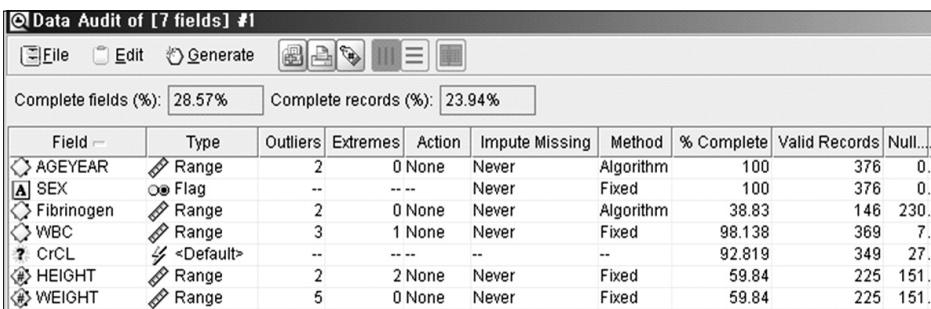 Data Audit of [7 fields] #1
File Edit Generate
Complete fields (%): 28.57% Complete records (%): 23.94%
Field Type Outliers Extremes Action Impute Missing Method % Complete Valid Records Null...
AGEYEAR Range 2 0 None Never Algorithm 100 376 0.
A SEX Flag -- -- -- Never Fixed 100 376 0.
Fibrinogen Range 2 0 None Never Algorithm 38.83 146 230.
WBC Range 3 1 None Never Fixed 98.138 369 7.
? CrCL <Default> -- -- -- -- -- 92.819 349 27.
# HEIGHT Range 2 2 None Never Fixed 59.84 225 151.
# WEIGHT Range 5 0 None Never Fixed 59.84 225 151.